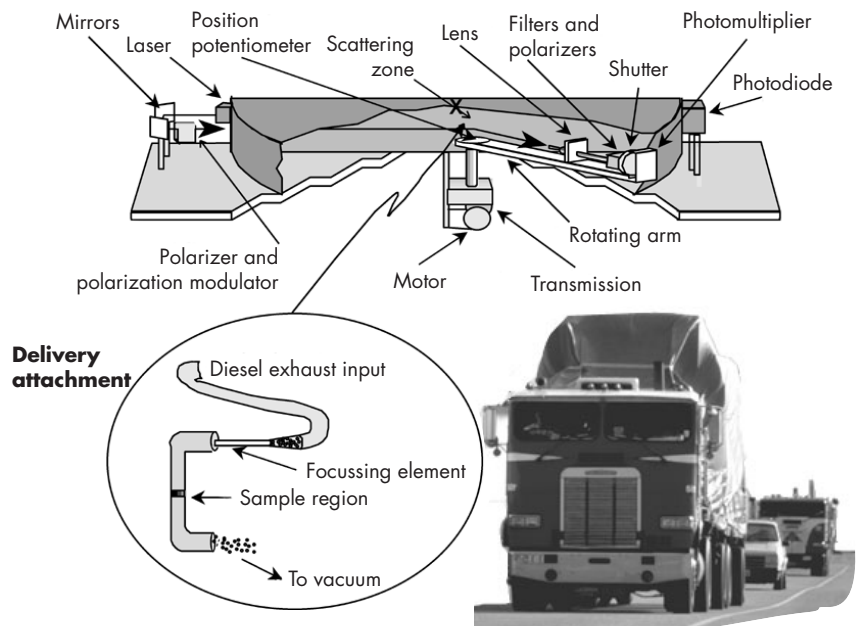 Mirrors
Laser
Position
potentiometer
Scattering
zone
Lens
Filters and
polarizers
Shutter
Photomultiplier
Photodiode
Polarizer and
polarization modulator
Motor
Transmission
Rotating arm
Delivery
attachment
Diesel exhaust input
Focussing element
Sample region
To vacuum